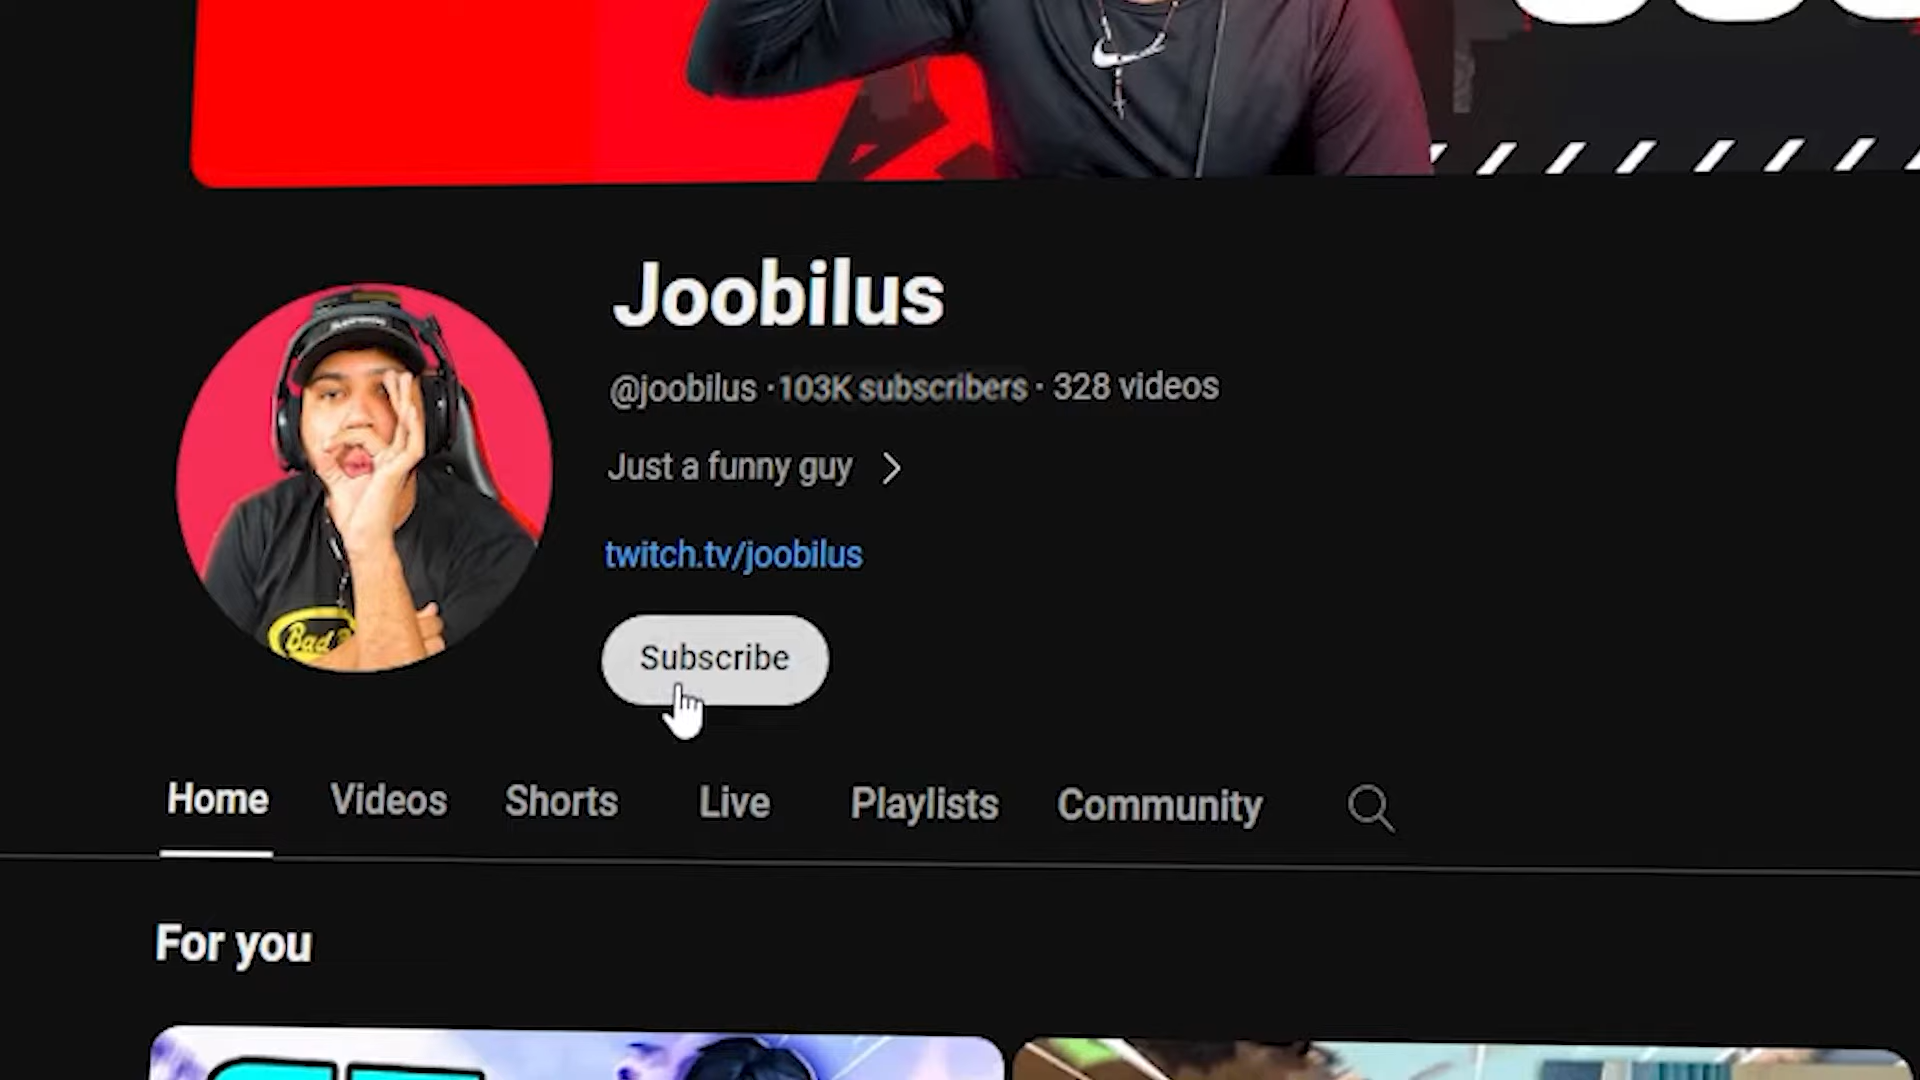 Joobilus
@joobilus · 103K subscribers · 328 videos
Just a funny guy
twitch.tv/joobilus
Subscribe
Home Videos Shorts Live Playlists Community
For you
Bad